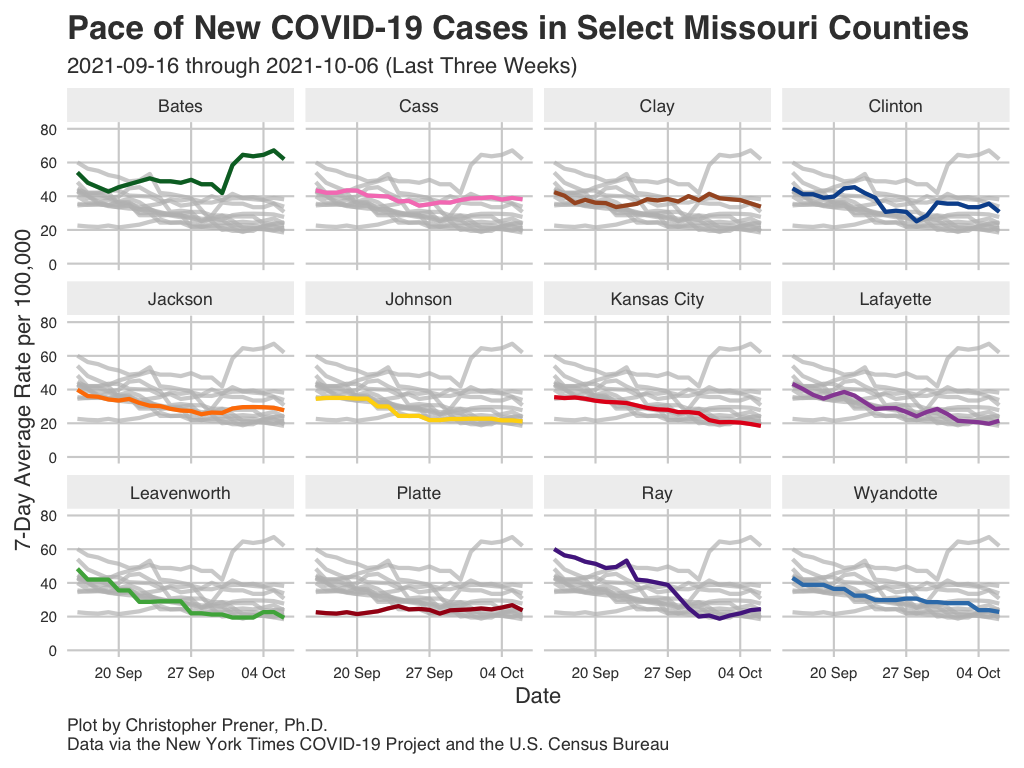 Pace of New COVID-19 Cases in Select Missouri Counties
2021-09-16 through 2021-10-06 (Last Three Weeks)
Bates Cass Clay Clinton
80
60
40
20
0
Jackson Johnson Kansas City Lafayette
80
60
40
20
0
Leavenworth Platte Ray Wyandotte
80
60
40
20
0
7-Day Average Rate per 100,000
20 Sep 27 Sep 04 Oct 20 Sep 27 Sep 04 Oct 20 Sep 27 Sep 04 Oct 20 Sep 27 Sep 04 Oct
Date
Plot by Christopher Prener, Ph.D.
Data via the New York Times COVID-19 Project and the U.S. Census Bureau